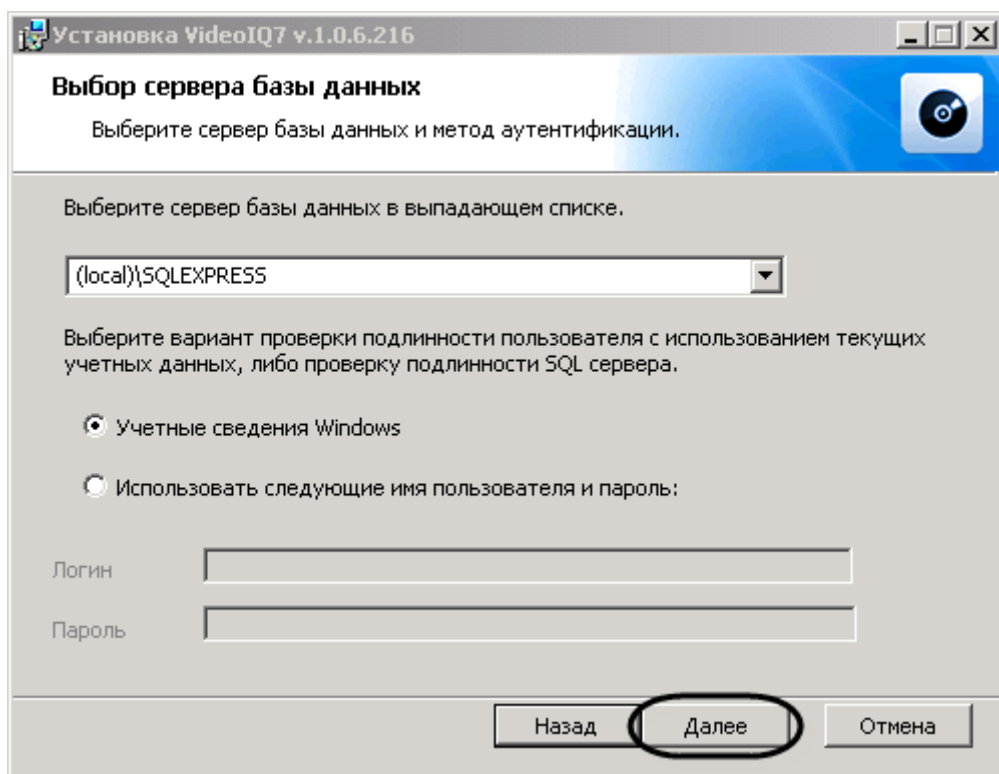 Установка VideoIQ7 v.1.0.6.216
Выбор сервера базы данных
Выберите сервер базы данных и метод аутентификации.
Выберите сервер базы данных в выпадающем списке.
(local)\SQLEXPRESS
Выберите вариант проверки подлинности пользователя с использованием текущих
учетных данных, либо проверку подлинности SQL сервера.
Учетные сведения Windows
Использовать следующие имя пользователя и пароль:
Логин
Пароль
Назад Далее Отмена